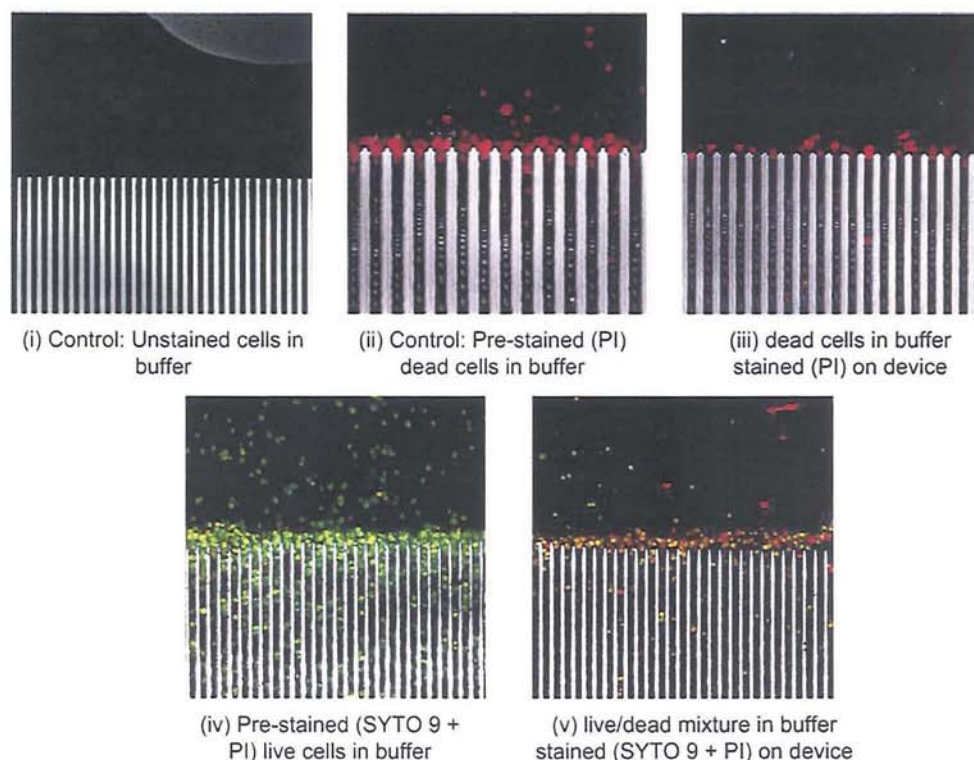 (i) Control: Unstained cells in
buffer
(ii) Control: Pre-stained (PI)
dead cells in buffer
(iii) dead cells in buffer
stained (PI) on device
(iv) Pre-stained (SYTO 9 +
PI) live cells in buffer
(v) live/dead mixture in buffer
stained (SYTO 9 + PI) on device